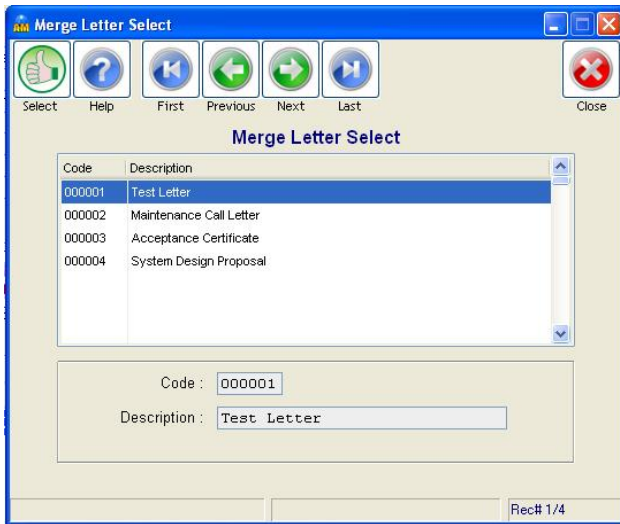 AM Merge Letter Select
Select Help First Previous Next Last Close
Merge Letter Select
Code Description
000001 Test Letter
000002 Maintenance Call Letter
000003 Acceptance Certificate
000004 System Design Proposal
Code : 000001
Description : Test Letter
Rec# 1/4